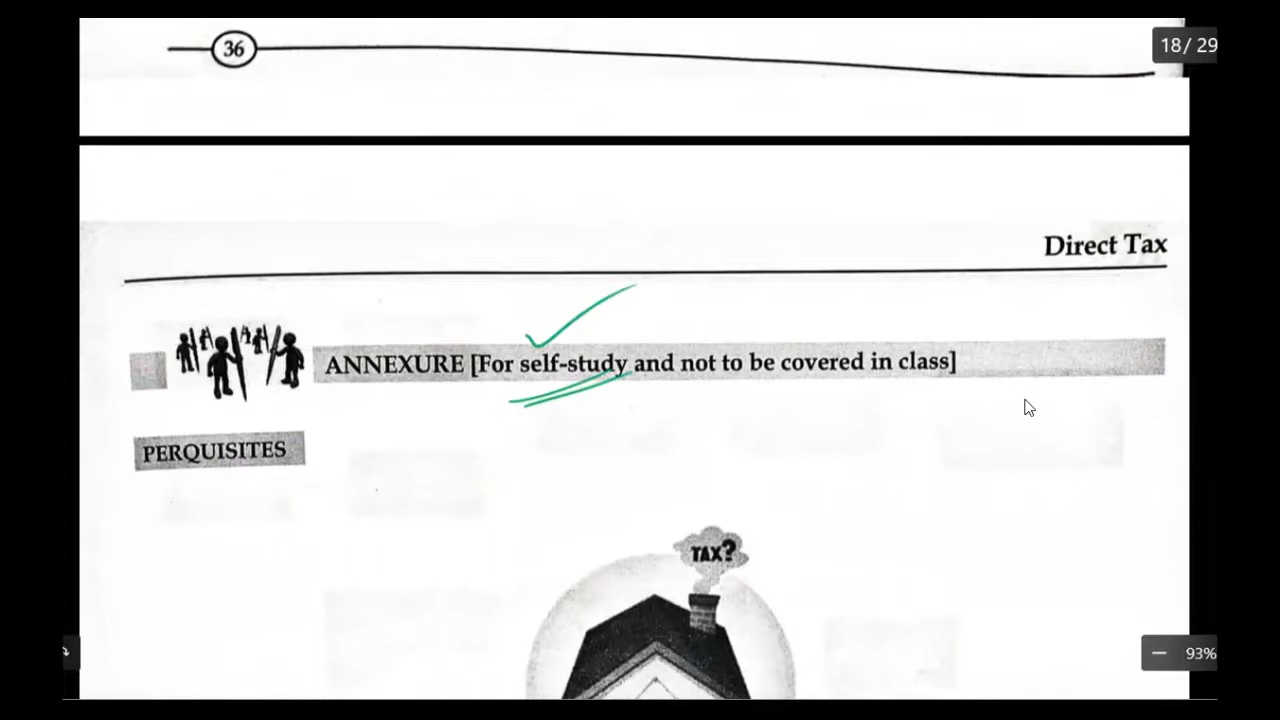 36
18/ 29
Direct Tax
ANNEXURE [For self-study and not to be covered in class]
PERQUISITES
TAX?
93%